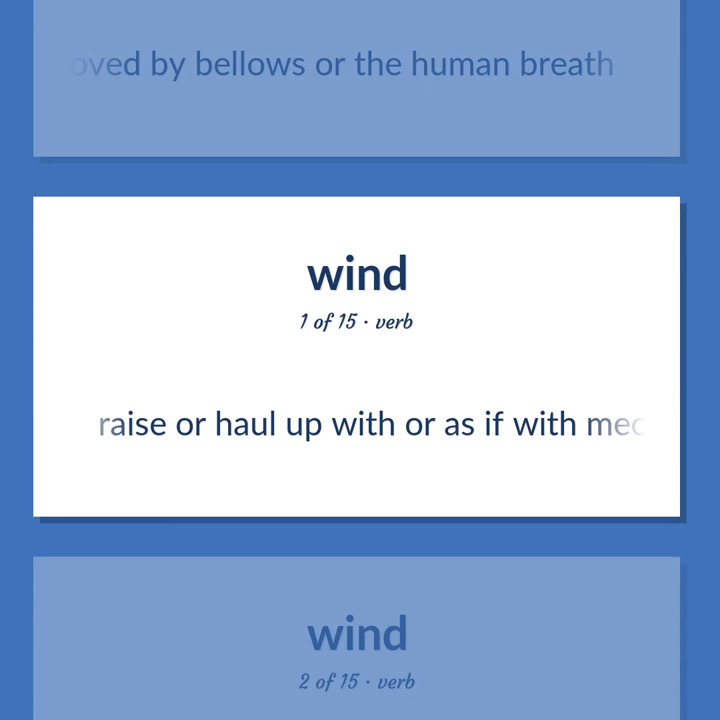 oved by bellows or the human breath
wind
1 of 15 · verb
raise or haul up with or as if with mec
wind
2 of 15 · verb